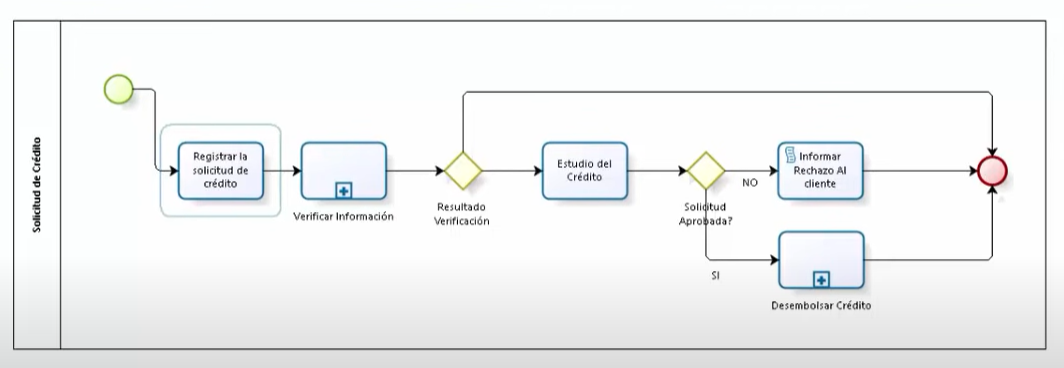 Solicitud de Crédito
Registrar la
solicitud de
crédito
Verificar Información
Resultado
Verificación
Estudio del
Crédito
Solicitud
Aprobada?
NO
Informar
Rechazo Al
cliente
SI
Desembolsar Crédito